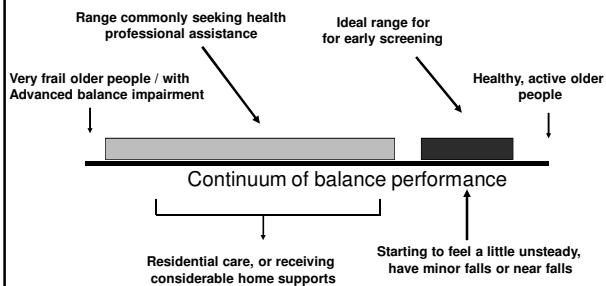 Range commonly seeking health
professional assistance
Ideal range for
for early screening
Very frail older people / with
Advanced balance impairment
Healthy, active older
people
Continuum of balance performance
Residential care, or receiving
considerable home supports
Starting to feel a little unsteady,
have minor falls or near falls